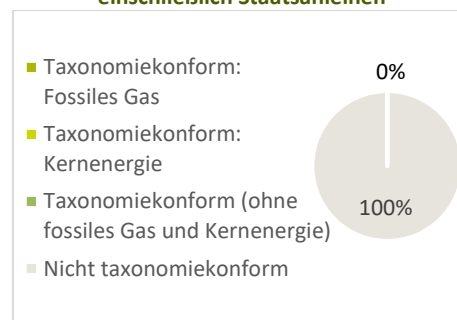 einschließlich Staatsanleihen
Taxonomiekonform:
Fossiles Gas
Taxonomiekonform:
Kernenergie
Taxonomiekonform (ohne
fossiles Gas und Kernenergie)
Nicht taxonomiekonform
0%
100%